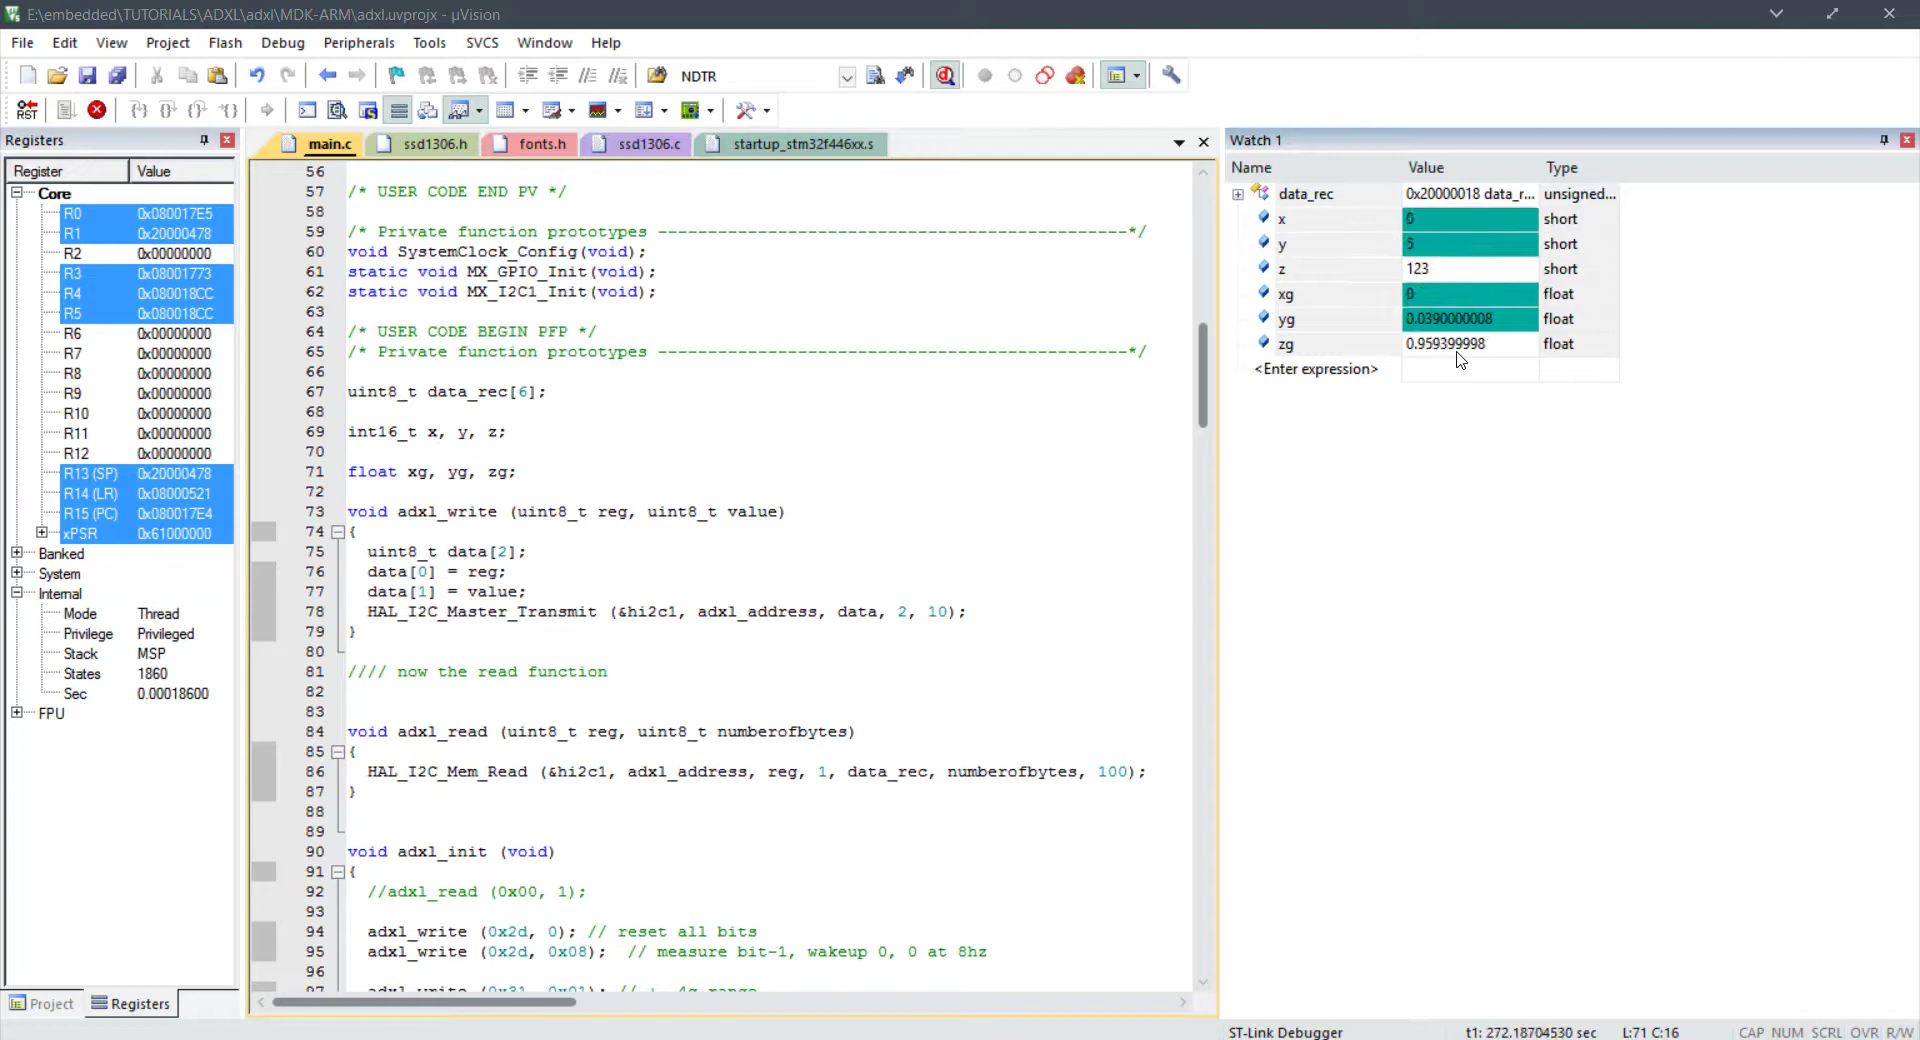 E:\embedded\TUTORIALS\ADXL\adxl\MDK-ARM\adxl.uvprojx - µVision
File Edit View Project Flash Debug Peripherals Tools SVCS Window Help
NDTR
RST
Registers
Register Value
Core
R0 0x080017E5
R1 0x20000478
R2 0x00000000
R3 0x08001773
R4 0x080018CC
R5 0x080018CC
R6 0x00000000
R7 0x00000000
R8 0x00000000
R9 0x00000000
R10 0x00000000
R11 0x00000000
R12 0x00000000
R13 (SP) 0x20000478
R14 (LR) 0x08000521
R15 (PC) 0x080017E4
xPSR 0x61000000
Banked
System
Internal
Mode Thread
Privilege Privileged
Stack MSP
States 1860
Sec 0.00018600
FPU
Project Registers
main.c ssd1306.h fonts.h ssd1306.c startup_stm32f446xx.s
56
57 /* USER CODE END PV */
58
59 /* Private function prototypes -----------------------------------------------*/
60 void SystemClock_Config(void);
61 static void MX_GPIO_Init(void);
62 static void MX_I2C1_Init(void);
63
64 /* USER CODE BEGIN PFP */
65 /* Private function prototypes -----------------------------------------------*/
66
67 uint8_t data_rec[6];
68
69 int16_t x, y, z;
70
71 float xg, yg, zg;
72
73 void adxl_write (uint8_t reg, uint8_t value)
74 {
75 uint8_t data[2];
76 data[0] = reg;
77 data[1] = value;
78 HAL_I2C_Master_Transmit (&hi2c1, adxl_address, data, 2, 10);
79 }
80
81 //// now the read function
82
83
84 void adxl_read (uint8_t reg, uint8_t numberofbytes)
85 {
86 HAL_I2C_Mem_Read (&hi2c1, adxl_address, reg, 1, data_rec, numberofbytes, 100);
87 }
88
89
90 void adxl_init (void)
91 {
92 //adxl_read (0x00, 1);
93
94 adxl_write (0x2d, 0); // reset all bits
95 adxl_write (0x2d, 0x08); // measure bit-1, wakeup 0, 0 at 8hz
96
97 adxl_write (0x31, 0x01); // + 4g range
Watch 1
Name Value Type
data_rec 0x20000018 data_r... unsigned...
x 0 short
y 5 short
z 123 short
xg 0 float
yg 0.0390000008 float
zg 0.959399998 float
<Enter expression>
ST-Link Debugger t1: 272.18704530 sec L:71 C:16 CAP NUM SCRL OVR R/W